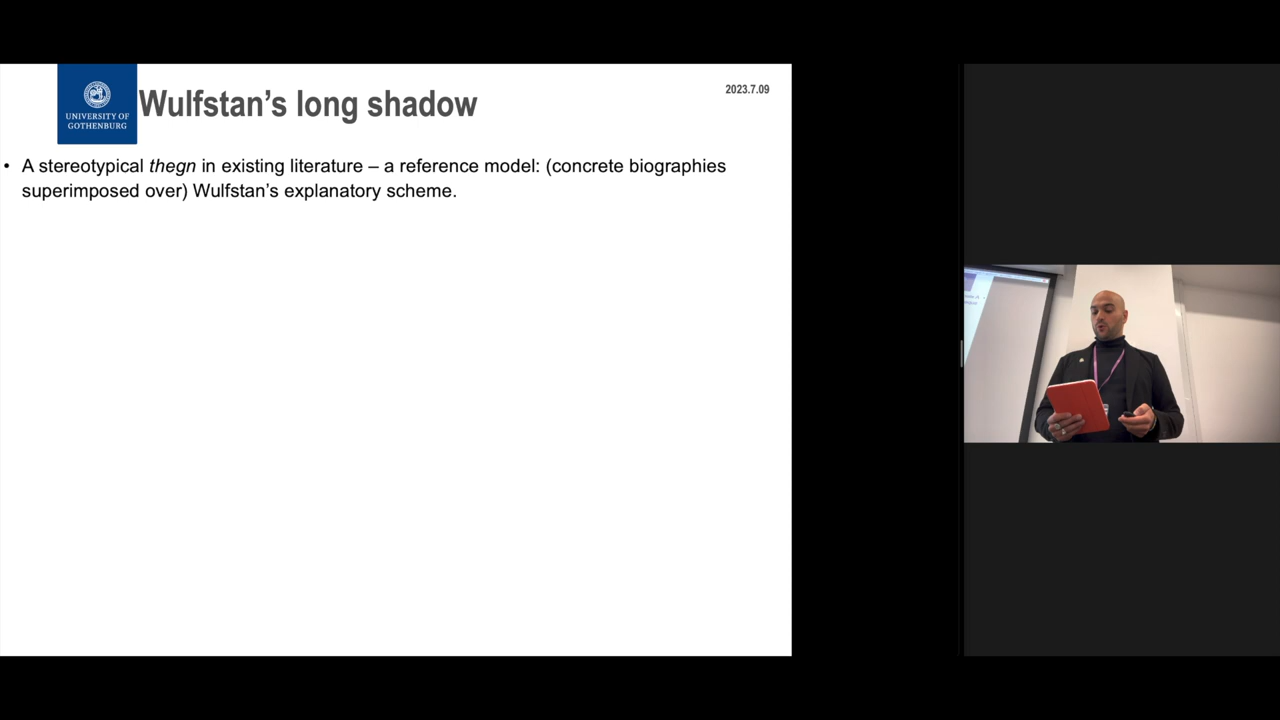 UNIVERSITY OF
GOTHENBURG
Wulfstan's long shadow
2023.7.09
• A stereotypical thegn in existing literature – a reference model: (concrete biographies
superimposed over) Wulfstan's explanatory scheme.